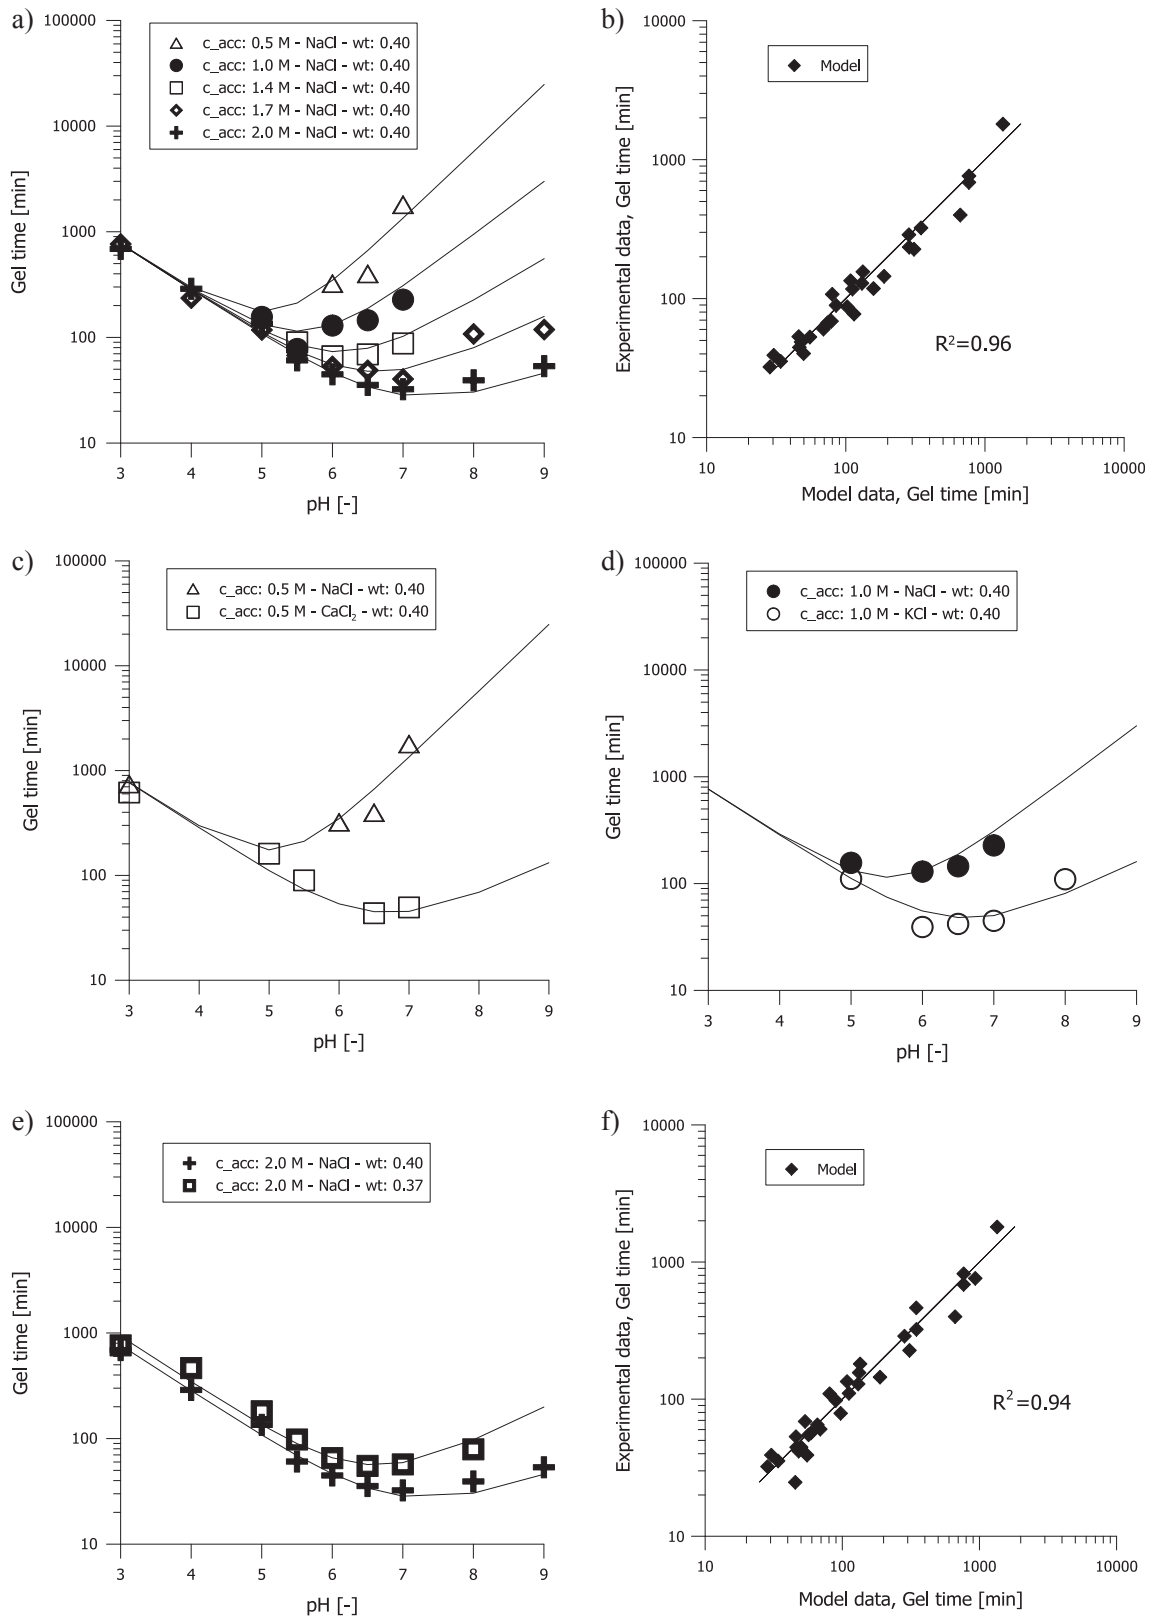 a)
100000
10000
1000
100
10
Gel time [min]
c_acc: 0.5 M - NaCl - wt: 0.40
c_acc: 1.0 M - NaCl - wt: 0.40
c_acc: 1.4 M - NaCl - wt: 0.40
c_acc: 1.7 M - NaCl - wt: 0.40
c_acc: 2.0 M - NaCl - wt: 0.40
3 4 5 6 7 8 9
pH [-]
b)
10000
1000
100
10
Experimental data, Gel time [min]
Model
R²=0.96
10 100 1000 10000
Model data, Gel time [min]
c)
100000
10000
1000
100
10
Gel time [min]
c_acc: 0.5 M - NaCl - wt: 0.40
c_acc: 0.5 M - CaCl₂ - wt: 0.40
3 4 5 6 7 8 9
pH [-]
d)
100000
10000
1000
100
10
Gel time [min]
c_acc: 1.0 M - NaCl - wt: 0.40
c_acc: 1.0 M - KCl - wt: 0.40
3 4 5 6 7 8 9
pH [-]
e)
100000
10000
1000
100
10
Gel time [min]
c_acc: 2.0 M - NaCl - wt: 0.40
c_acc: 2.0 M - NaCl - wt: 0.37
3 4 5 6 7 8 9
pH [-]
f)
10000
1000
100
10
Experimental data, Gel time [min]
Model
R²=0.94
10 100 1000 10000
Model data, Gel time [min]